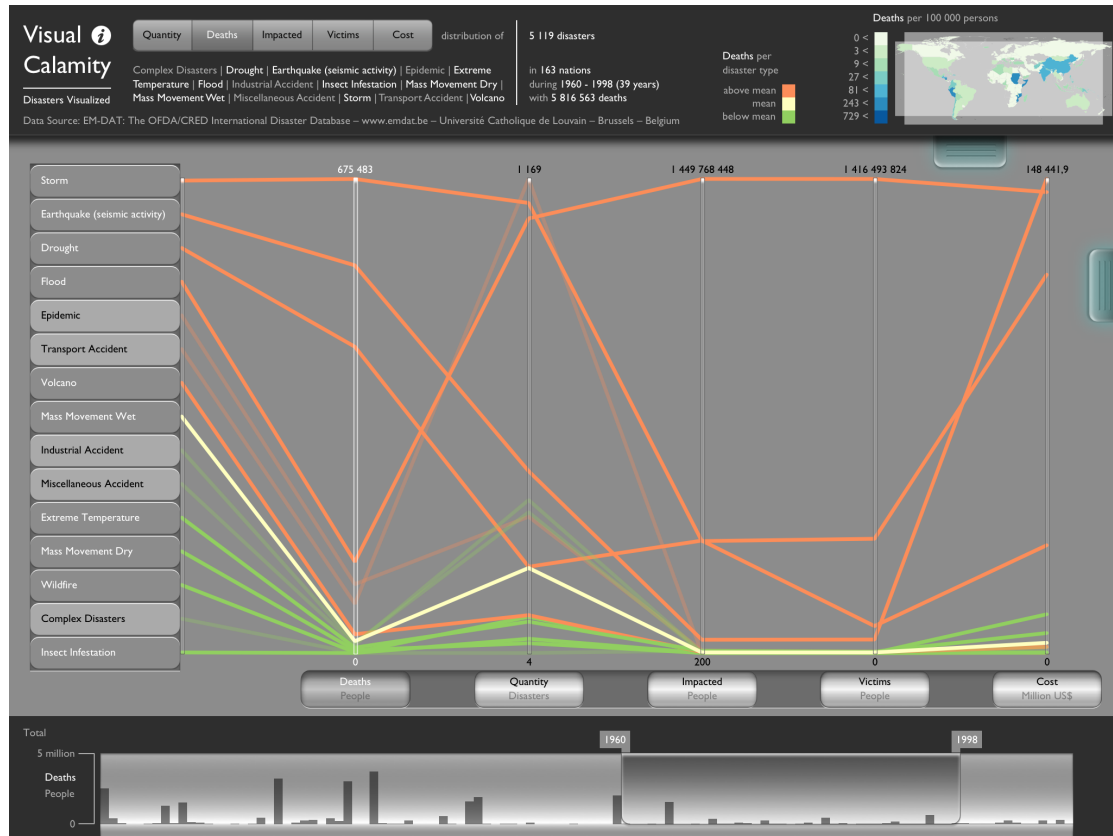 Visual i
Calamity
Disasters Visualized
Quantity Deaths Impacted Victims Cost distribution of
Complex Disasters | Drought | Earthquake (seismic activity) | Epidemic | Extreme
Temperature | Flood | Industrial Accident | Insect Infestation | Mass Movement Dry |
Mass Movement Wet | Miscellaneous Accident | Storm | Transport Accident | Volcano
5 119 disasters
in 163 nations
during 1960 - 1998 (39 years)
with 5 816 563 deaths
Data Source: EM-DAT: The OFDA/CRED International Disaster Database – www.emdat.be – Université Catholique de Louvain – Brussels – Belgium
Deaths per
disaster type
above mean
mean
below mean
Deaths per 100 000 persons
0 <
3 <
9 <
27 <
81 <
243 <
729 <
675 483 1 169 1 449 768 448 1 416 493 824 148 441,9
Storm
Earthquake (seismic activity)
Drought
Flood
Epidemic
Transport Accident
Volcano
Mass Movement Wet
Industrial Accident
Miscellaneous Accident
Extreme Temperature
Mass Movement Dry
Wildfire
Complex Disasters
Insect Infestation
0 4 200 0 0
Deaths Quantity Impacted Victims Cost
People Disasters People People Million US$
Total
1960 1998
5 million
Deaths
People
0